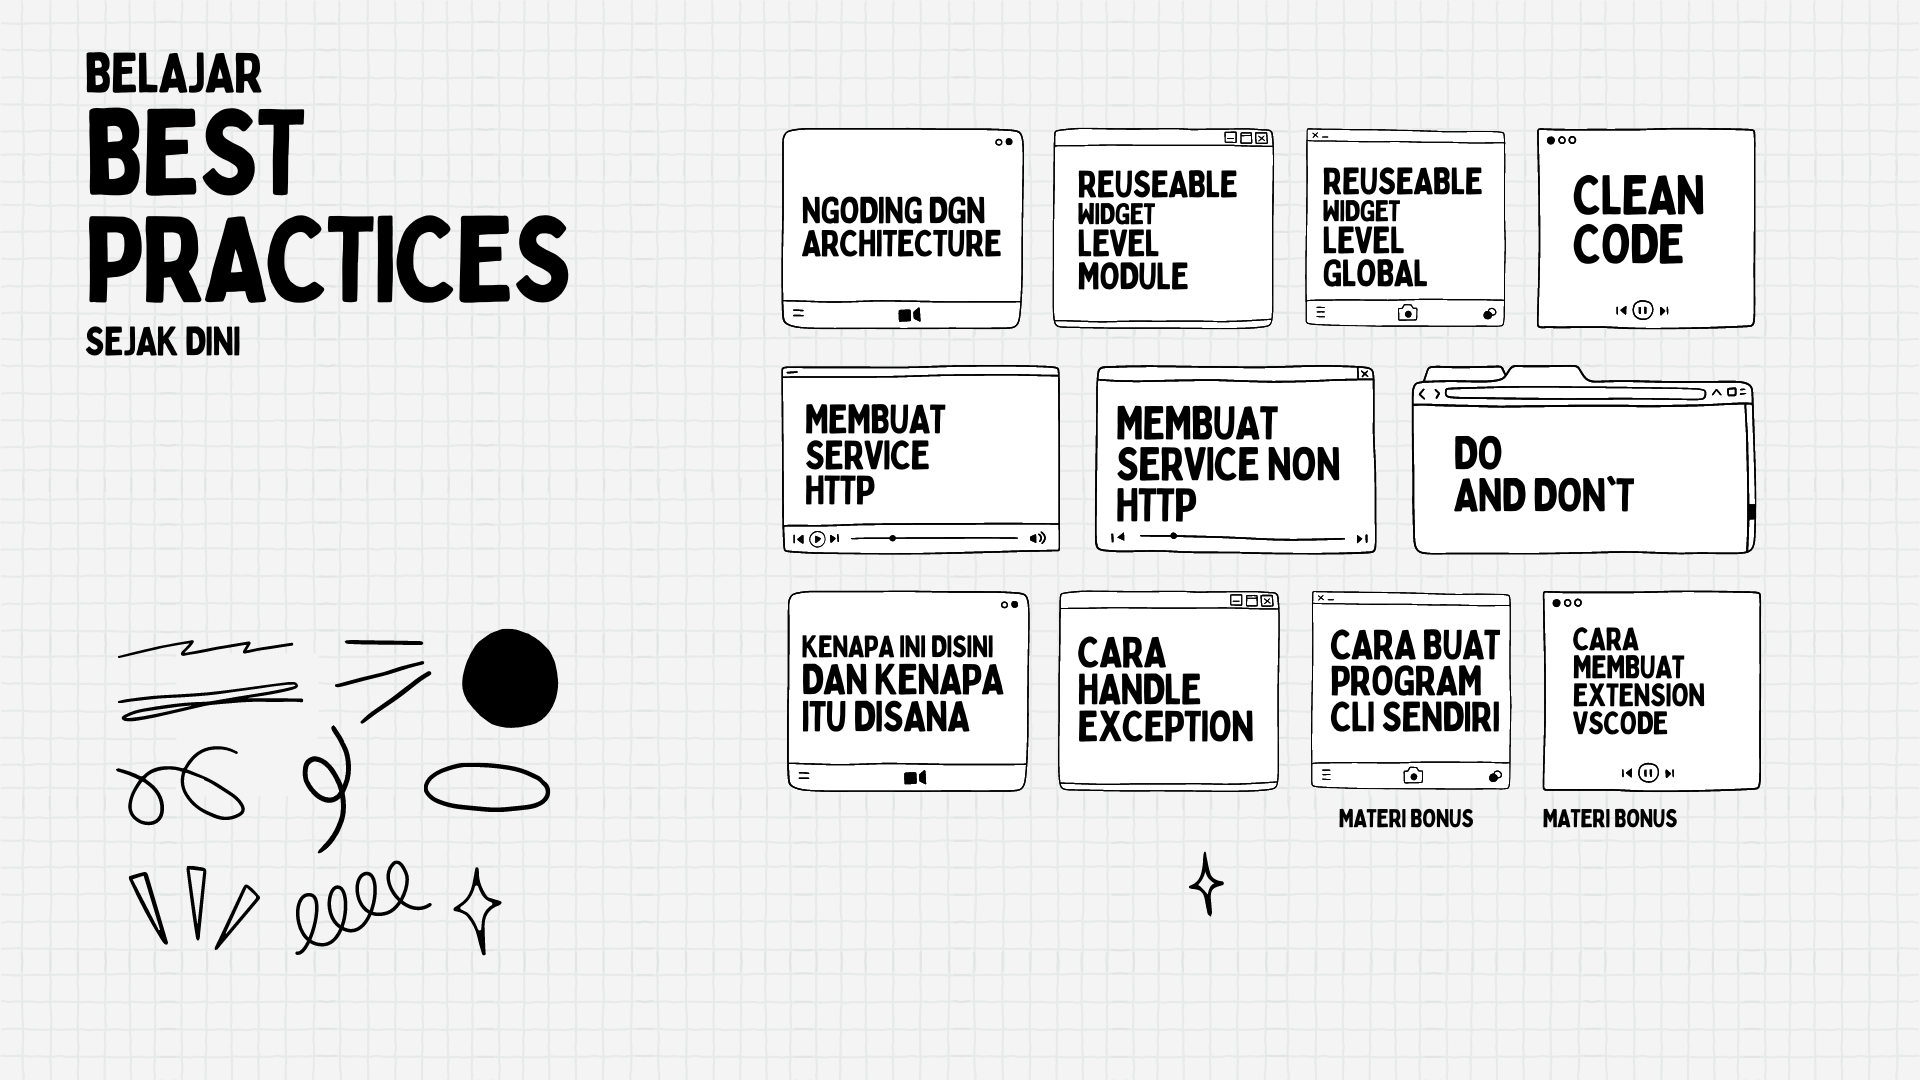 BELAJAR
BEST
PRACTICES
SEJAK DINI
NGODING DGN
ARCHITECTURE
REUSEABLE
WIDGET
LEVEL
MODULE
REUSEABLE
WIDGET
LEVEL
GLOBAL
CLEAN
CODE
MEMBUAT
SERVICE
HTTP
MEMBUAT
SERVICE NON
HTTP
DO
AND DON`T
KENAPA INI DISINI
DAN KENAPA
ITU DISANA
CARA
HANDLE
EXCEPTION
CARA BUAT
PROGRAM
CLI SENDIRI
MATERI BONUS
CARA
MEMBUAT
EXTENSION
VSCODE
MATERI BONUS